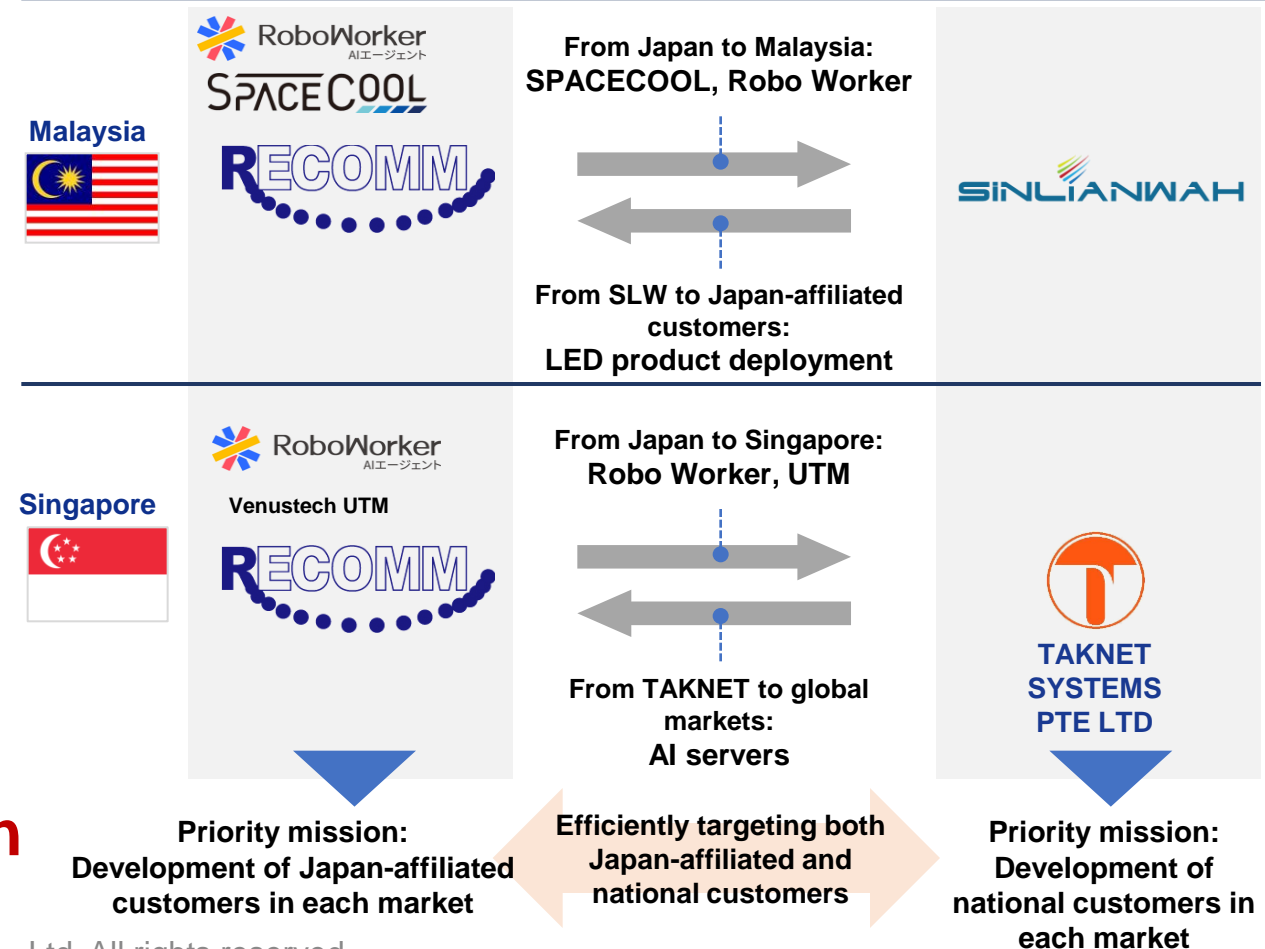 RoboWorker
AIエージェント
SPACECOOL
RECOMM
Malaysia
From Japan to Malaysia:
SPACECOOL, Robo Worker
From SLW to Japan-affiliated
customers:
LED product deployment
SINLIANWAH
RoboWorker
AIエージェント
Venustech UTM
RECOMM
Singapore
From Japan to Singapore:
Robo Worker, UTM
From TAKNET to global
markets:
AI servers
TAKNET
SYSTEMS
PTE LTD
n
Priority mission:
Development of Japan-affiliated
customers in each market
Efficiently targeting both
Japan-affiliated and
national customers
Priority mission:
Development of
national customers in
each market
Ltd. All rights reserved